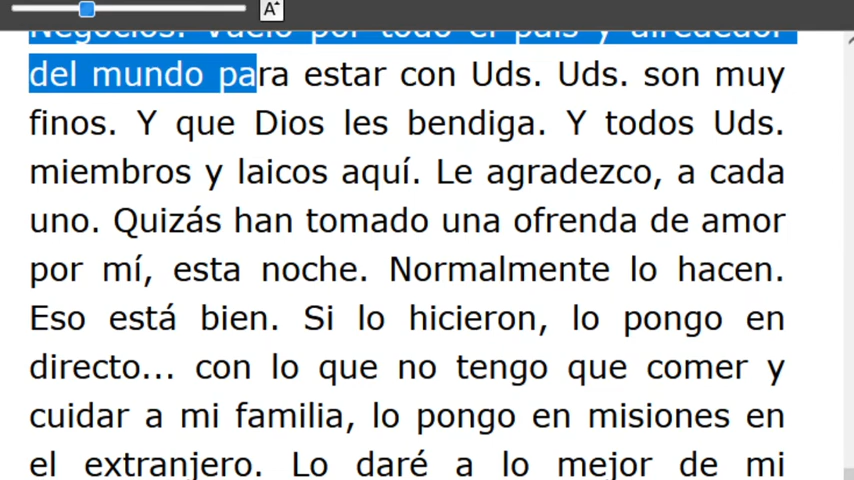 A
Negocios. Vuelo por todo el país y alrededor
del mundo para estar con Uds. Uds. son muy
finos. Y que Dios les bendiga. Y todos Uds.
miembros y laicos aquí. Le agradezco, a cada
uno. Quizás han tomado una ofrenda de amor
por mí, esta noche. Normalmente lo hacen.
Eso está bien. Si lo hicieron, lo pongo en
directo... con lo que no tengo que comer y
cuidar a mi familia, lo pongo en misiones en
el extranjero. Lo daré a lo mejor de mi